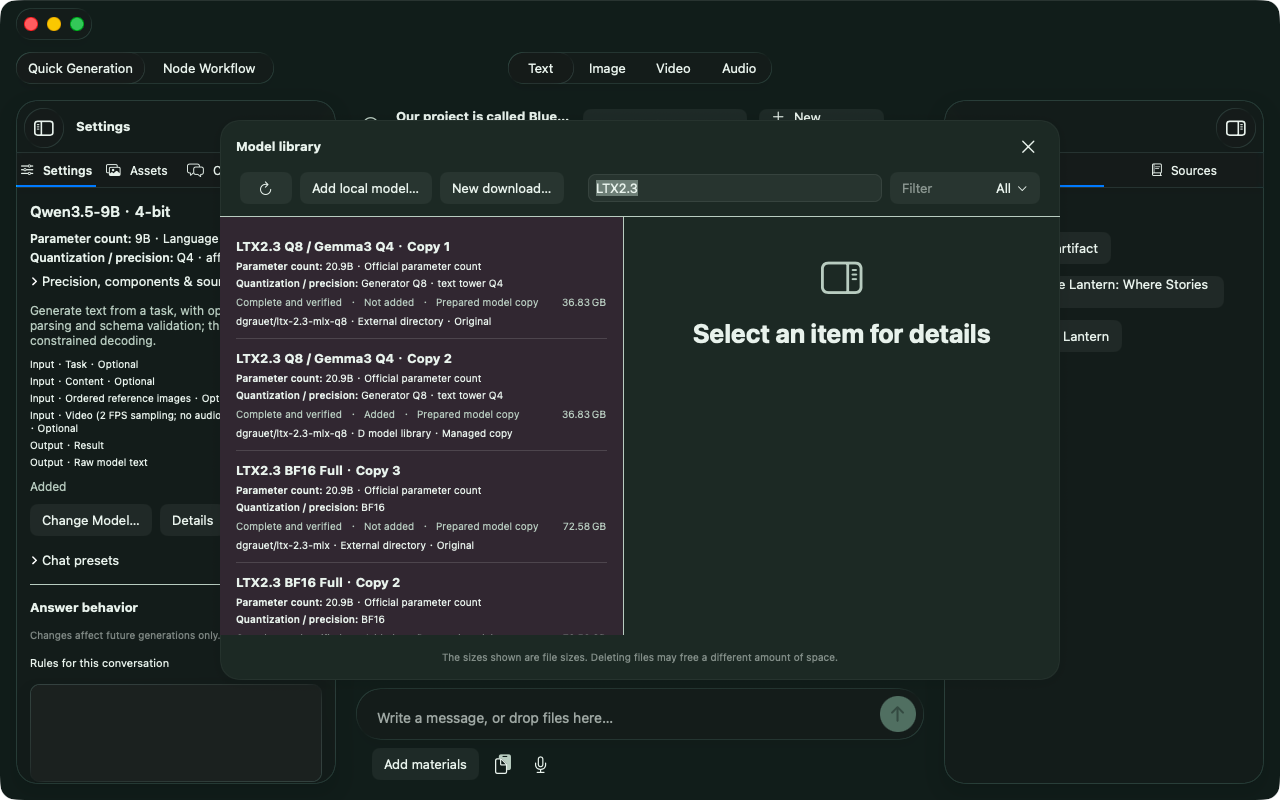 Quick Generation
Node Workflow
Text
Image
Video
Audio
Settings
Our project is called Blue...
New
Settings
Assets
Sources
Qwen3.5-9B · 4-bit
Parameter count: 9B · Language
Quantization / precision: Q4 · aff
Precision, components & sou
Generate text from a task, with op
parsing and schema validation; th
constrained decoding.
Input · Task · Optional
Input · Content · Optional
Input · Ordered reference images · Opt
Input · Video (2 FPS sampling; no audio
· Optional
Output · Result
Output · Raw model text
Added
Change Model...
Details
Chat presets
Answer behavior
Changes affect future generations only.
Rules for this conversation
Model library
Add local model...
New download...
LTX2.3
Filter
All
LTX2.3 Q8 / Gemma3 Q4 · Copy 1
Parameter count: 20.9B · Official parameter count
Quantization / precision: Generator Q8 · text tower Q4
Complete and verified · Not added · Prepared model copy 36.83 GB
dgrauet/ltx-2.3-mlx-q8 · External directory · Original
LTX2.3 Q8 / Gemma3 Q4 · Copy 2
Parameter count: 20.9B · Official parameter count
Quantization / precision: Generator Q8 · text tower Q4
Complete and verified · Added · Prepared model copy 36.83 GB
dgrauet/ltx-2.3-mlx-q8 · D model library · Managed copy
LTX2.3 BF16 Full · Copy 3
Parameter count: 20.9B · Official parameter count
Quantization / precision: BF16
Complete and verified · Not added · Prepared model copy 72.58 GB
dgrauet/ltx-2.3-mlx · External directory · Original
LTX2.3 BF16 Full · Copy 2
Parameter count: 20.9B · Official parameter count
Quantization / precision: BF16
Select an item for details
The sizes shown are file sizes. Deleting files may free a different amount of space.
artifact
e Lantern: Where Stories
Lantern
Write a message, or drop files here...
Add materials